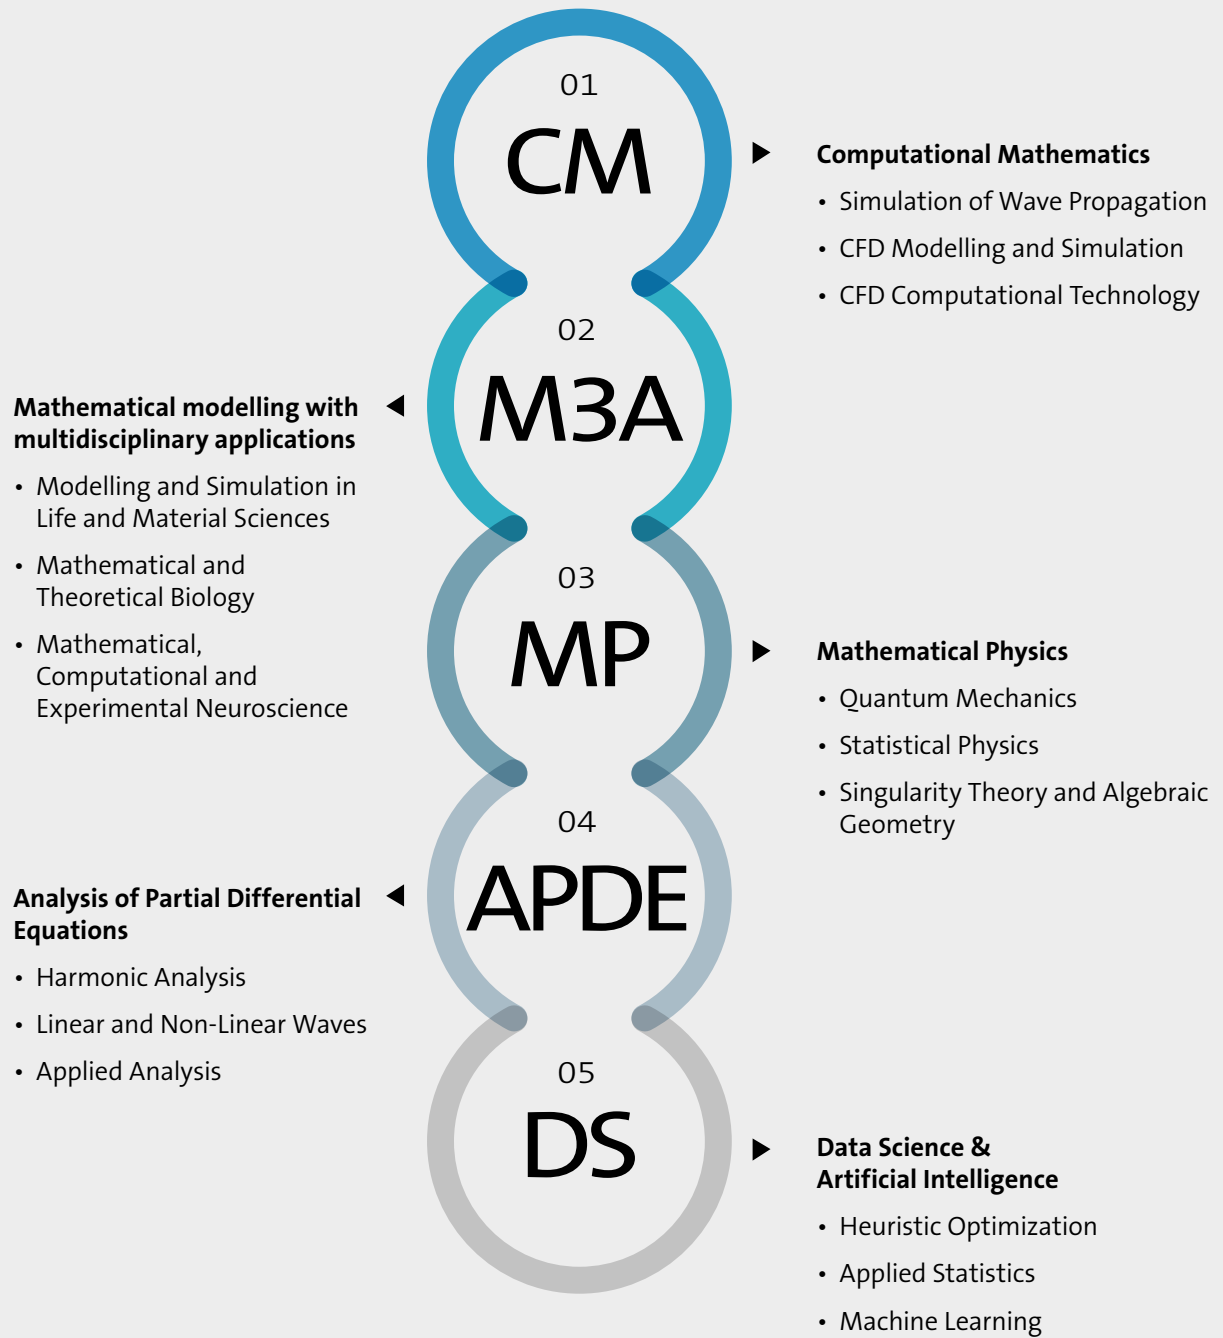 01
CM
Computational Mathematics
• Simulation of Wave Propagation
• CFD Modelling and Simulation
• CFD Computational Technology
02
M3A
Mathematical modelling with
multidisciplinary applications
• Modelling and Simulation in
Life and Material Sciences
• Mathematical and
Theoretical Biology
• Mathematical,
Computational and
Experimental Neuroscience
03
MP
Mathematical Physics
• Quantum Mechanics
• Statistical Physics
• Singularity Theory and Algebraic
Geometry
04
APDE
Analysis of Partial Differential
Equations
• Harmonic Analysis
• Linear and Non-Linear Waves
• Applied Analysis
05
DS
Data Science &
Artificial Intelligence
• Heuristic Optimization
• Applied Statistics
• Machine Learning